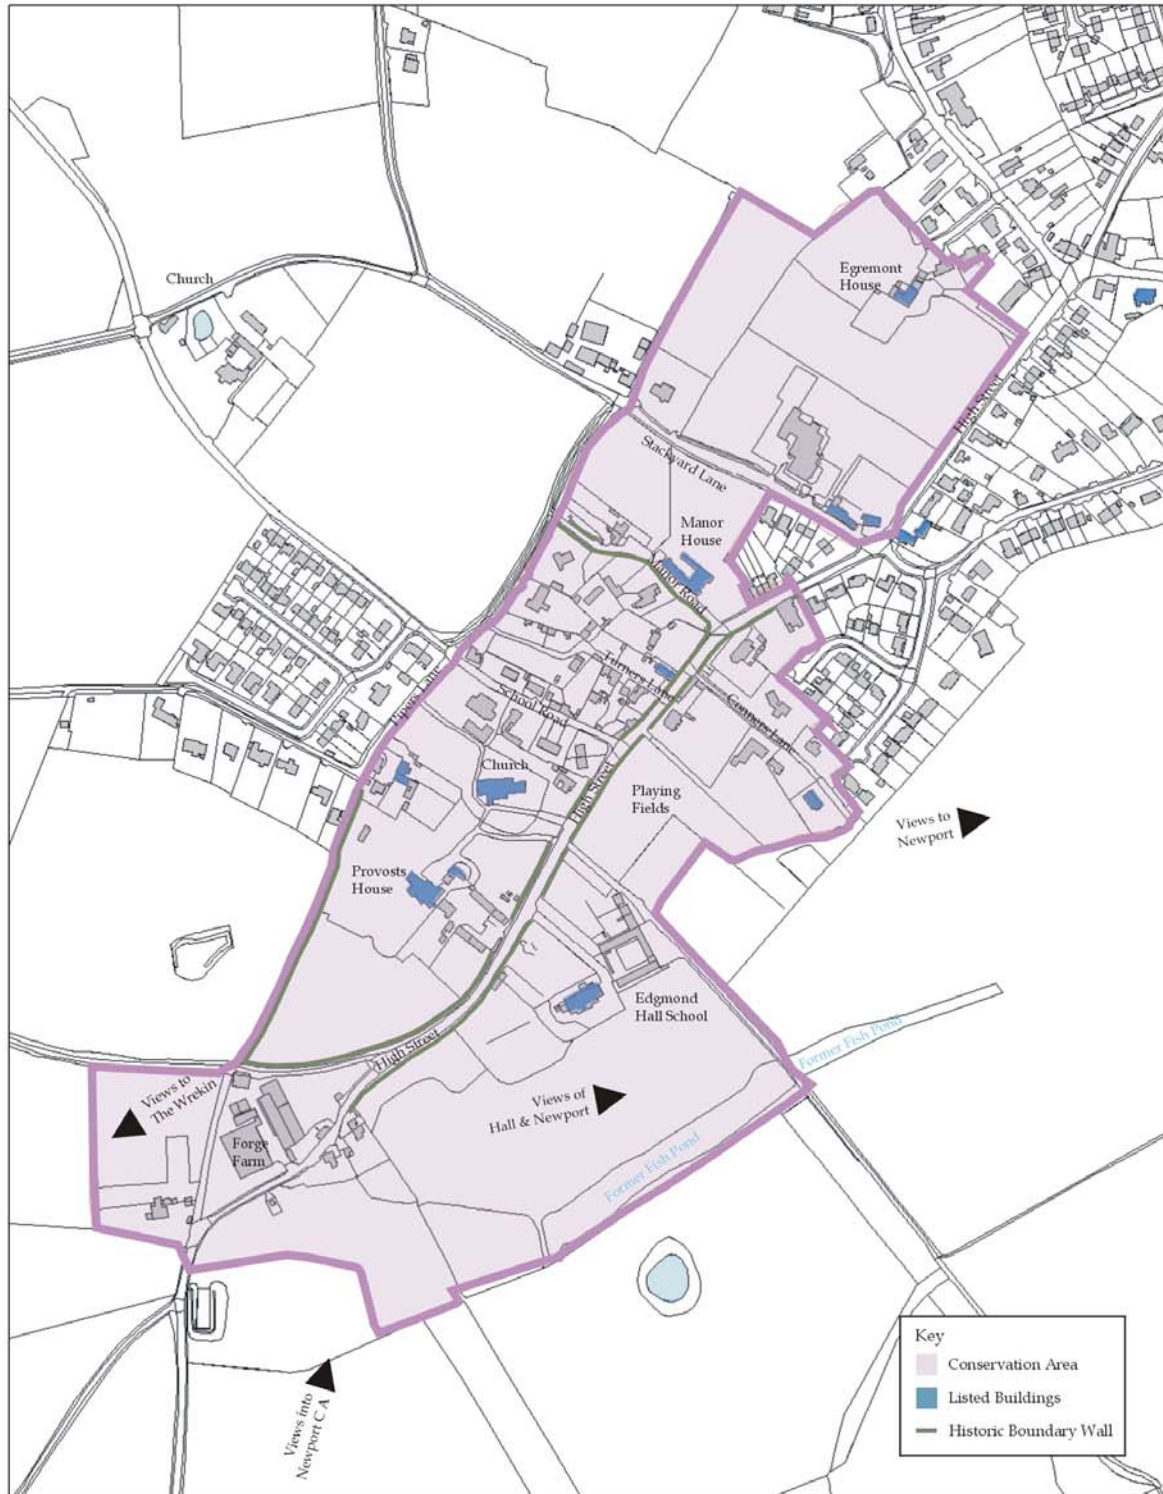 Church
Egremont
House
High Street
Stackyard Lane
Manor
House
Manor Road
Turners Land
School Road
Pipers Lane
Gunners Lane
Church
High Street
Playing
Fields
Views to
Newport
Provosts
House
Edgmond
Hall School
Former Fish Pond
High Street
Views to
The Wrekin
Views of
Hall & Newport
Forge
Farm
Former Fish Pond
Views into
Newport C A
Key
Conservation Area
Listed Buildings
Historic Boundary Wall